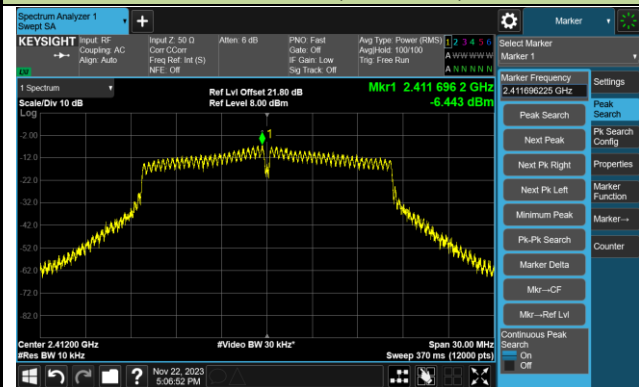 Spectrum Analyzer 1
Swept SA
Marker
KEYSIGHT
Input: RF
Coupling: AC
Align: Auto
Input Z: 50 Ω
Corr CCorr
Freq Ref: Int (S)
NFE: Off
Atten: 6 dB
PNO: Fast
Gate: Off
IF Gain: Low
Sig Track: Off
Avg Type: Power (RMS)
Avg|Hold: 100/100
Trig: Free Run
1 2 3 4 5 6
A W W W W W
A N N N N N
Select Marker
Marker 1
1 Spectrum
Scale/Div 10 dB
Log
Ref Lvl Offset 21.80 dB
Ref Level 8.00 dBm
Mkr1 2.411 696 2 GHz
-6.443 dBm
1
-2.00
-12.0
-22.0
-32.0
-42.0
-52.0
-62.0
-72.0
-82.0
Center 2.41200 GHz
#Res BW 10 kHz
#Video BW 30 kHz*
Span 30.00 MHz
Sweep 370 ms (12000 pts)
Marker Frequency
2.411696225 GHz
Peak Search
Next Peak
Next Pk Right
Next Pk Left
Minimum Peak
Pk-Pk Search
Marker Delta
Mkr→CF
Mkr→Ref Lvl
Continuous Peak
Search
On
Off
Settings
Peak
Search
Pk Search
Config
Properties
Marker
Function
Marker→
Counter
?
Nov 22, 2023
5:06:52 PM